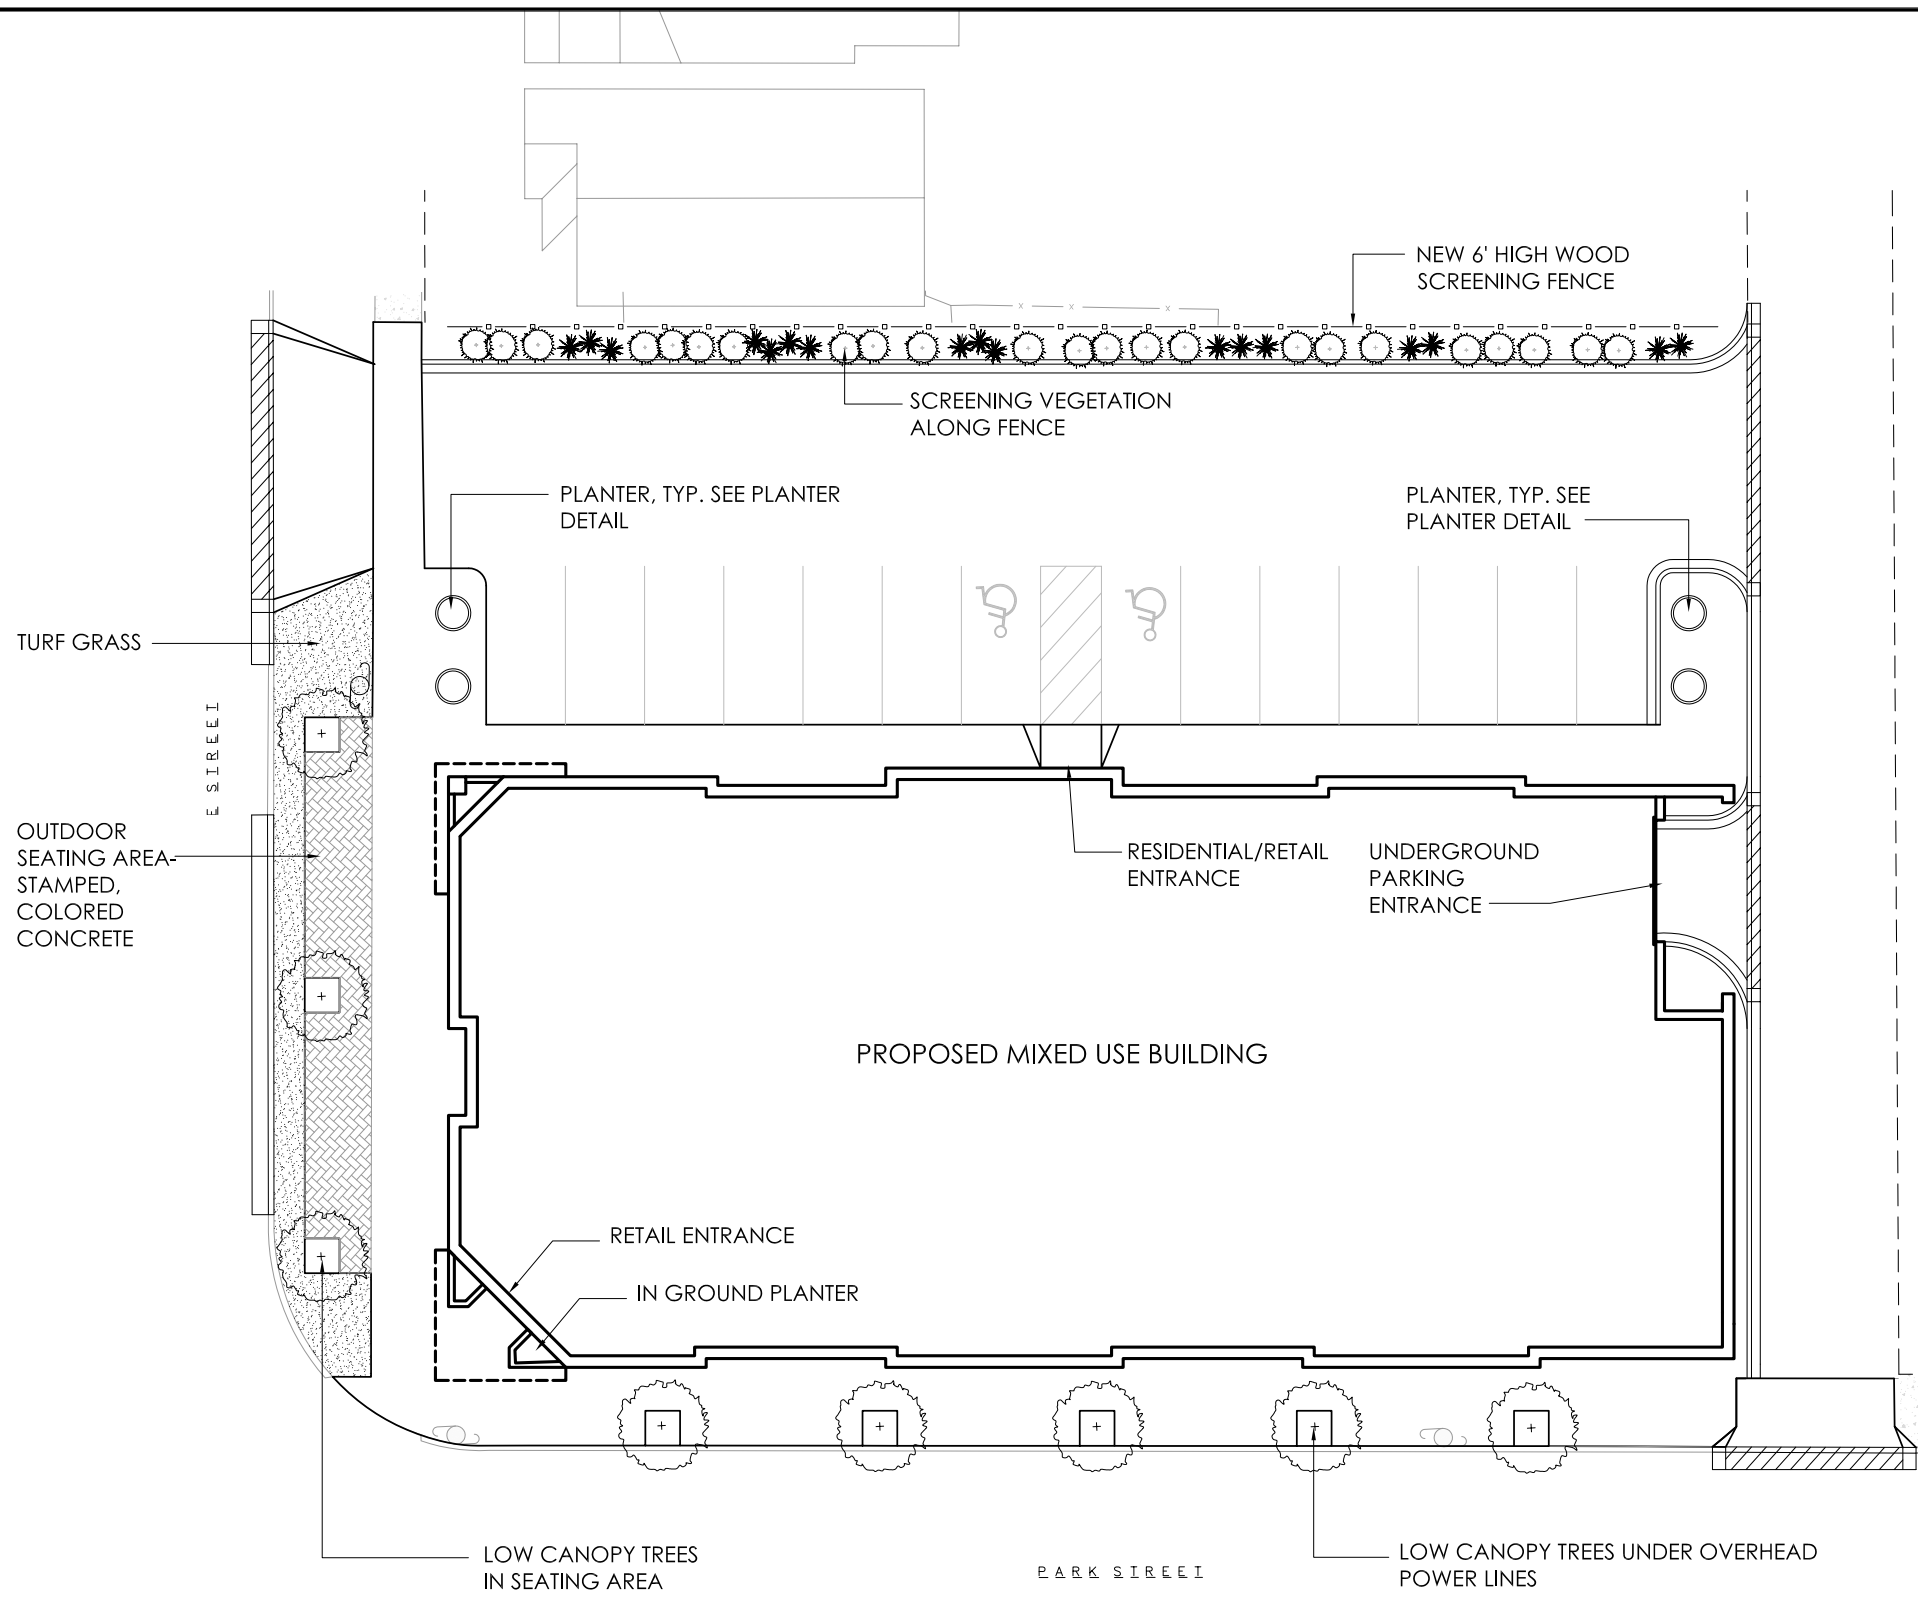 NEW 6' HIGH WOOD
SCREENING FENCE
SCREENING VEGETATION
ALONG FENCE
PLANTER, TYP. SEE PLANTER
DETAIL
PLANTER, TYP. SEE
PLANTER DETAIL
TURF GRASS
E STREET
OUTDOOR
SEATING AREA-
STAMPED,
COLORED
CONCRETE
RESIDENTIAL/RETAIL
ENTRANCE
UNDERGROUND
PARKING
ENTRANCE
PROPOSED MIXED USE BUILDING
RETAIL ENTRANCE
IN GROUND PLANTER
LOW CANOPY TREES
IN SEATING AREA
PARK STREET
LOW CANOPY TREES UNDER OVERHEAD
POWER LINES